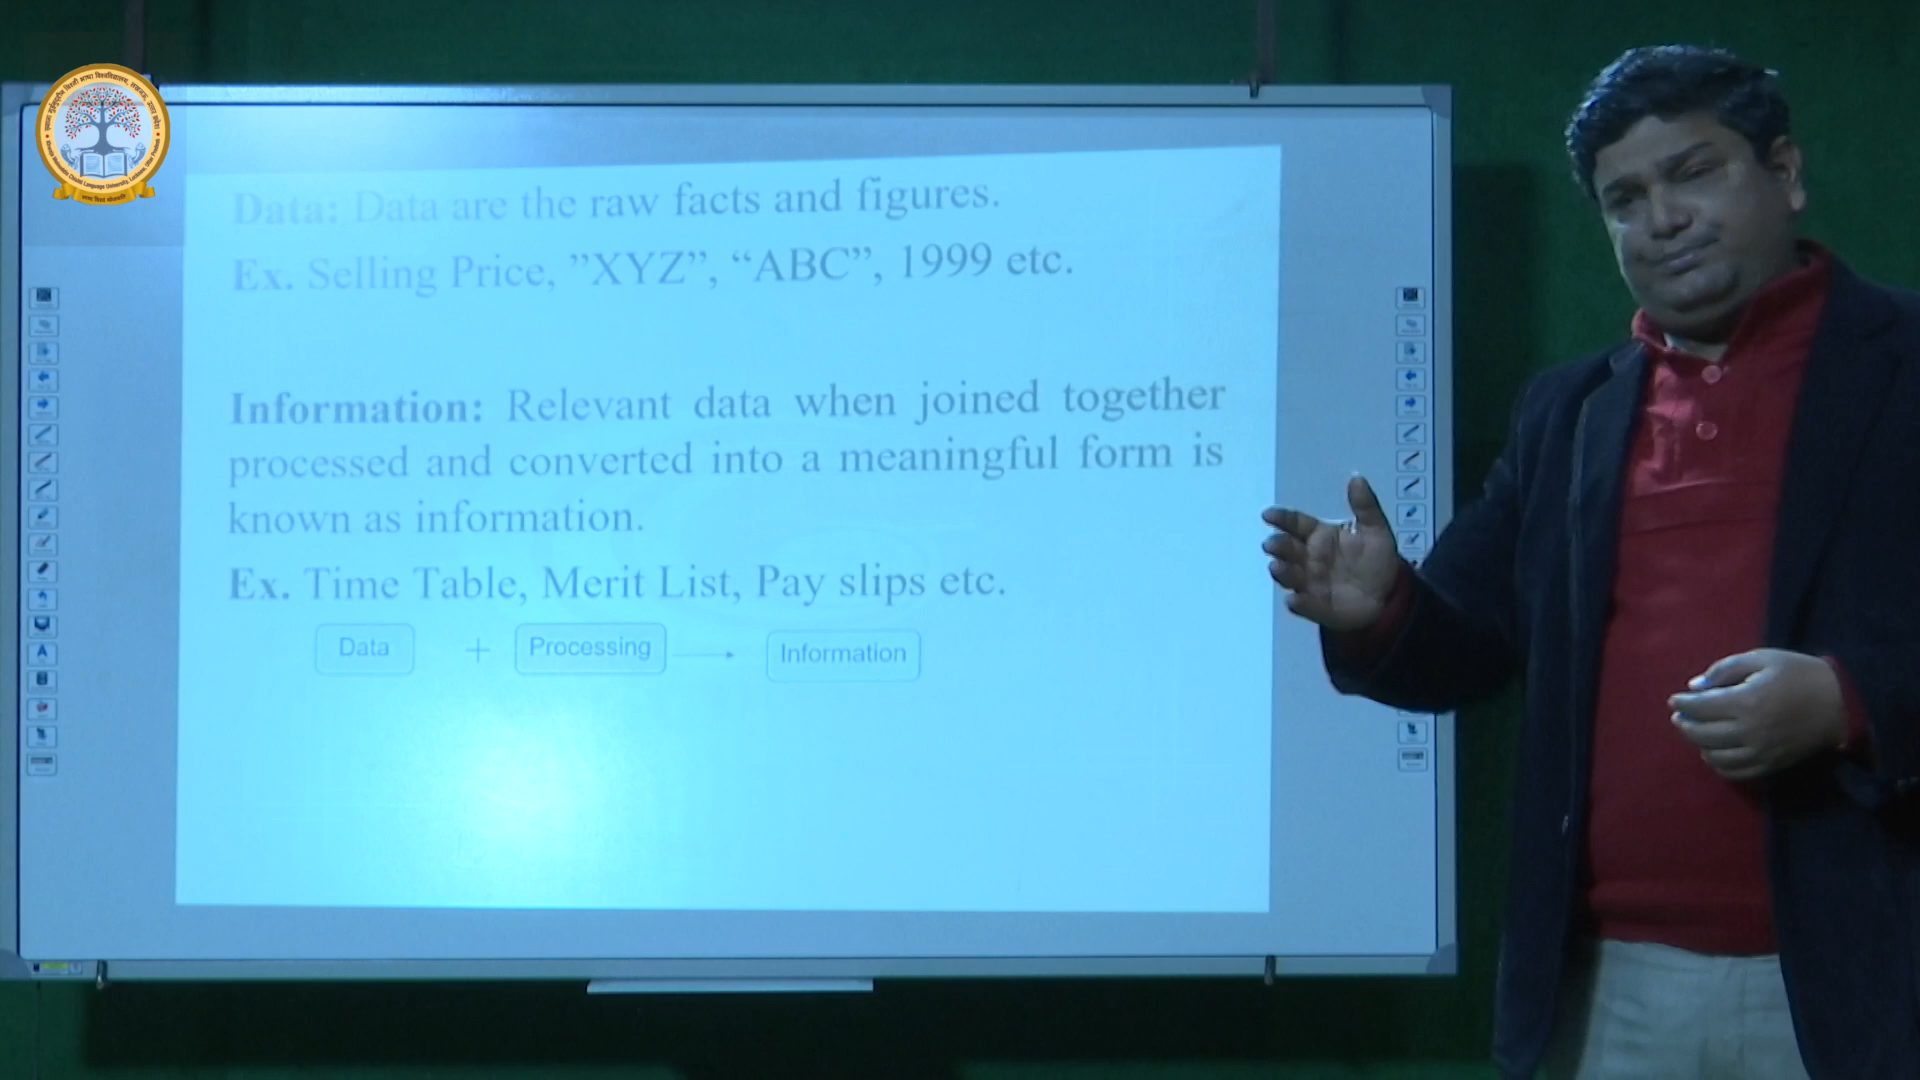 Data: Data are the raw facts and figures.
Ex. Selling Price, ”XYZ”, “ABC”, 1999 etc.
Information: Relevant data when joined together
processed and converted into a meaningful form is
known as information.
Ex. Time Table, Merit List, Pay slips etc.
Data + Processing Information